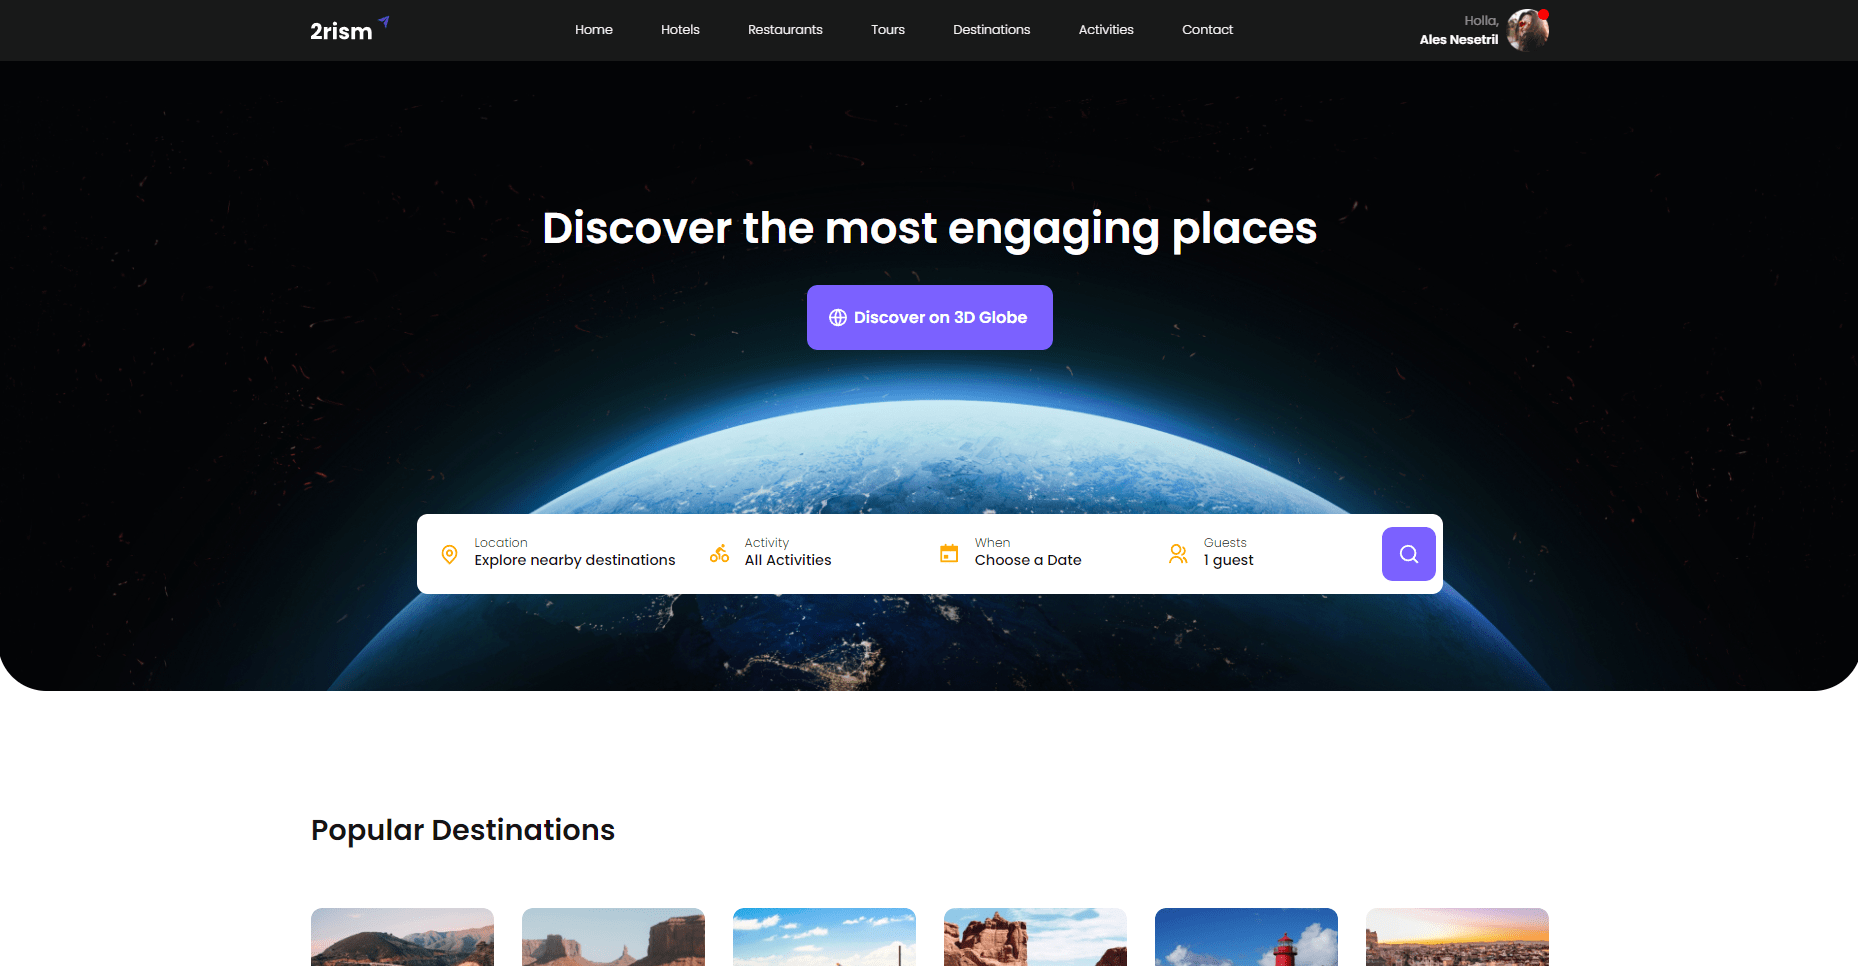 2rism
Home
Hotels
Restaurants
Tours
Destinations
Activities
Contact
Holla,
Ales Nesetril
Discover the most engaging places
Discover on 3D Globe
Location
Explore nearby destinations
Activity
All Activities
When
Choose a Date
Guests
1 guest
Popular Destinations